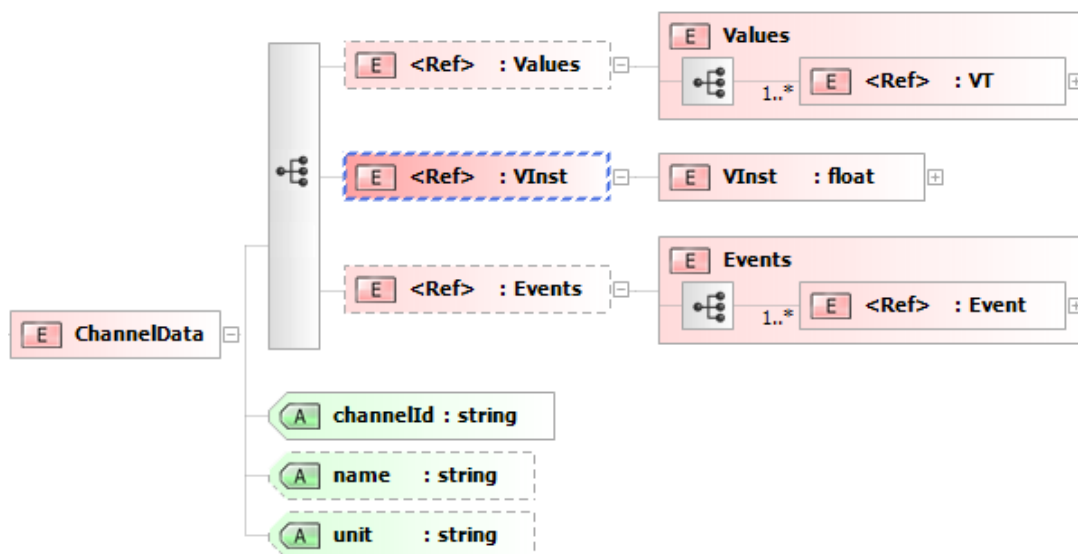 E <Ref> : Values
E Values
1..* E <Ref> : VT
E <Ref> : VInst
E VInst : float
E <Ref> : Events
E Events
1..* E <Ref> : Event
E ChannelData
A channelId : string
A name : string
A unit : string